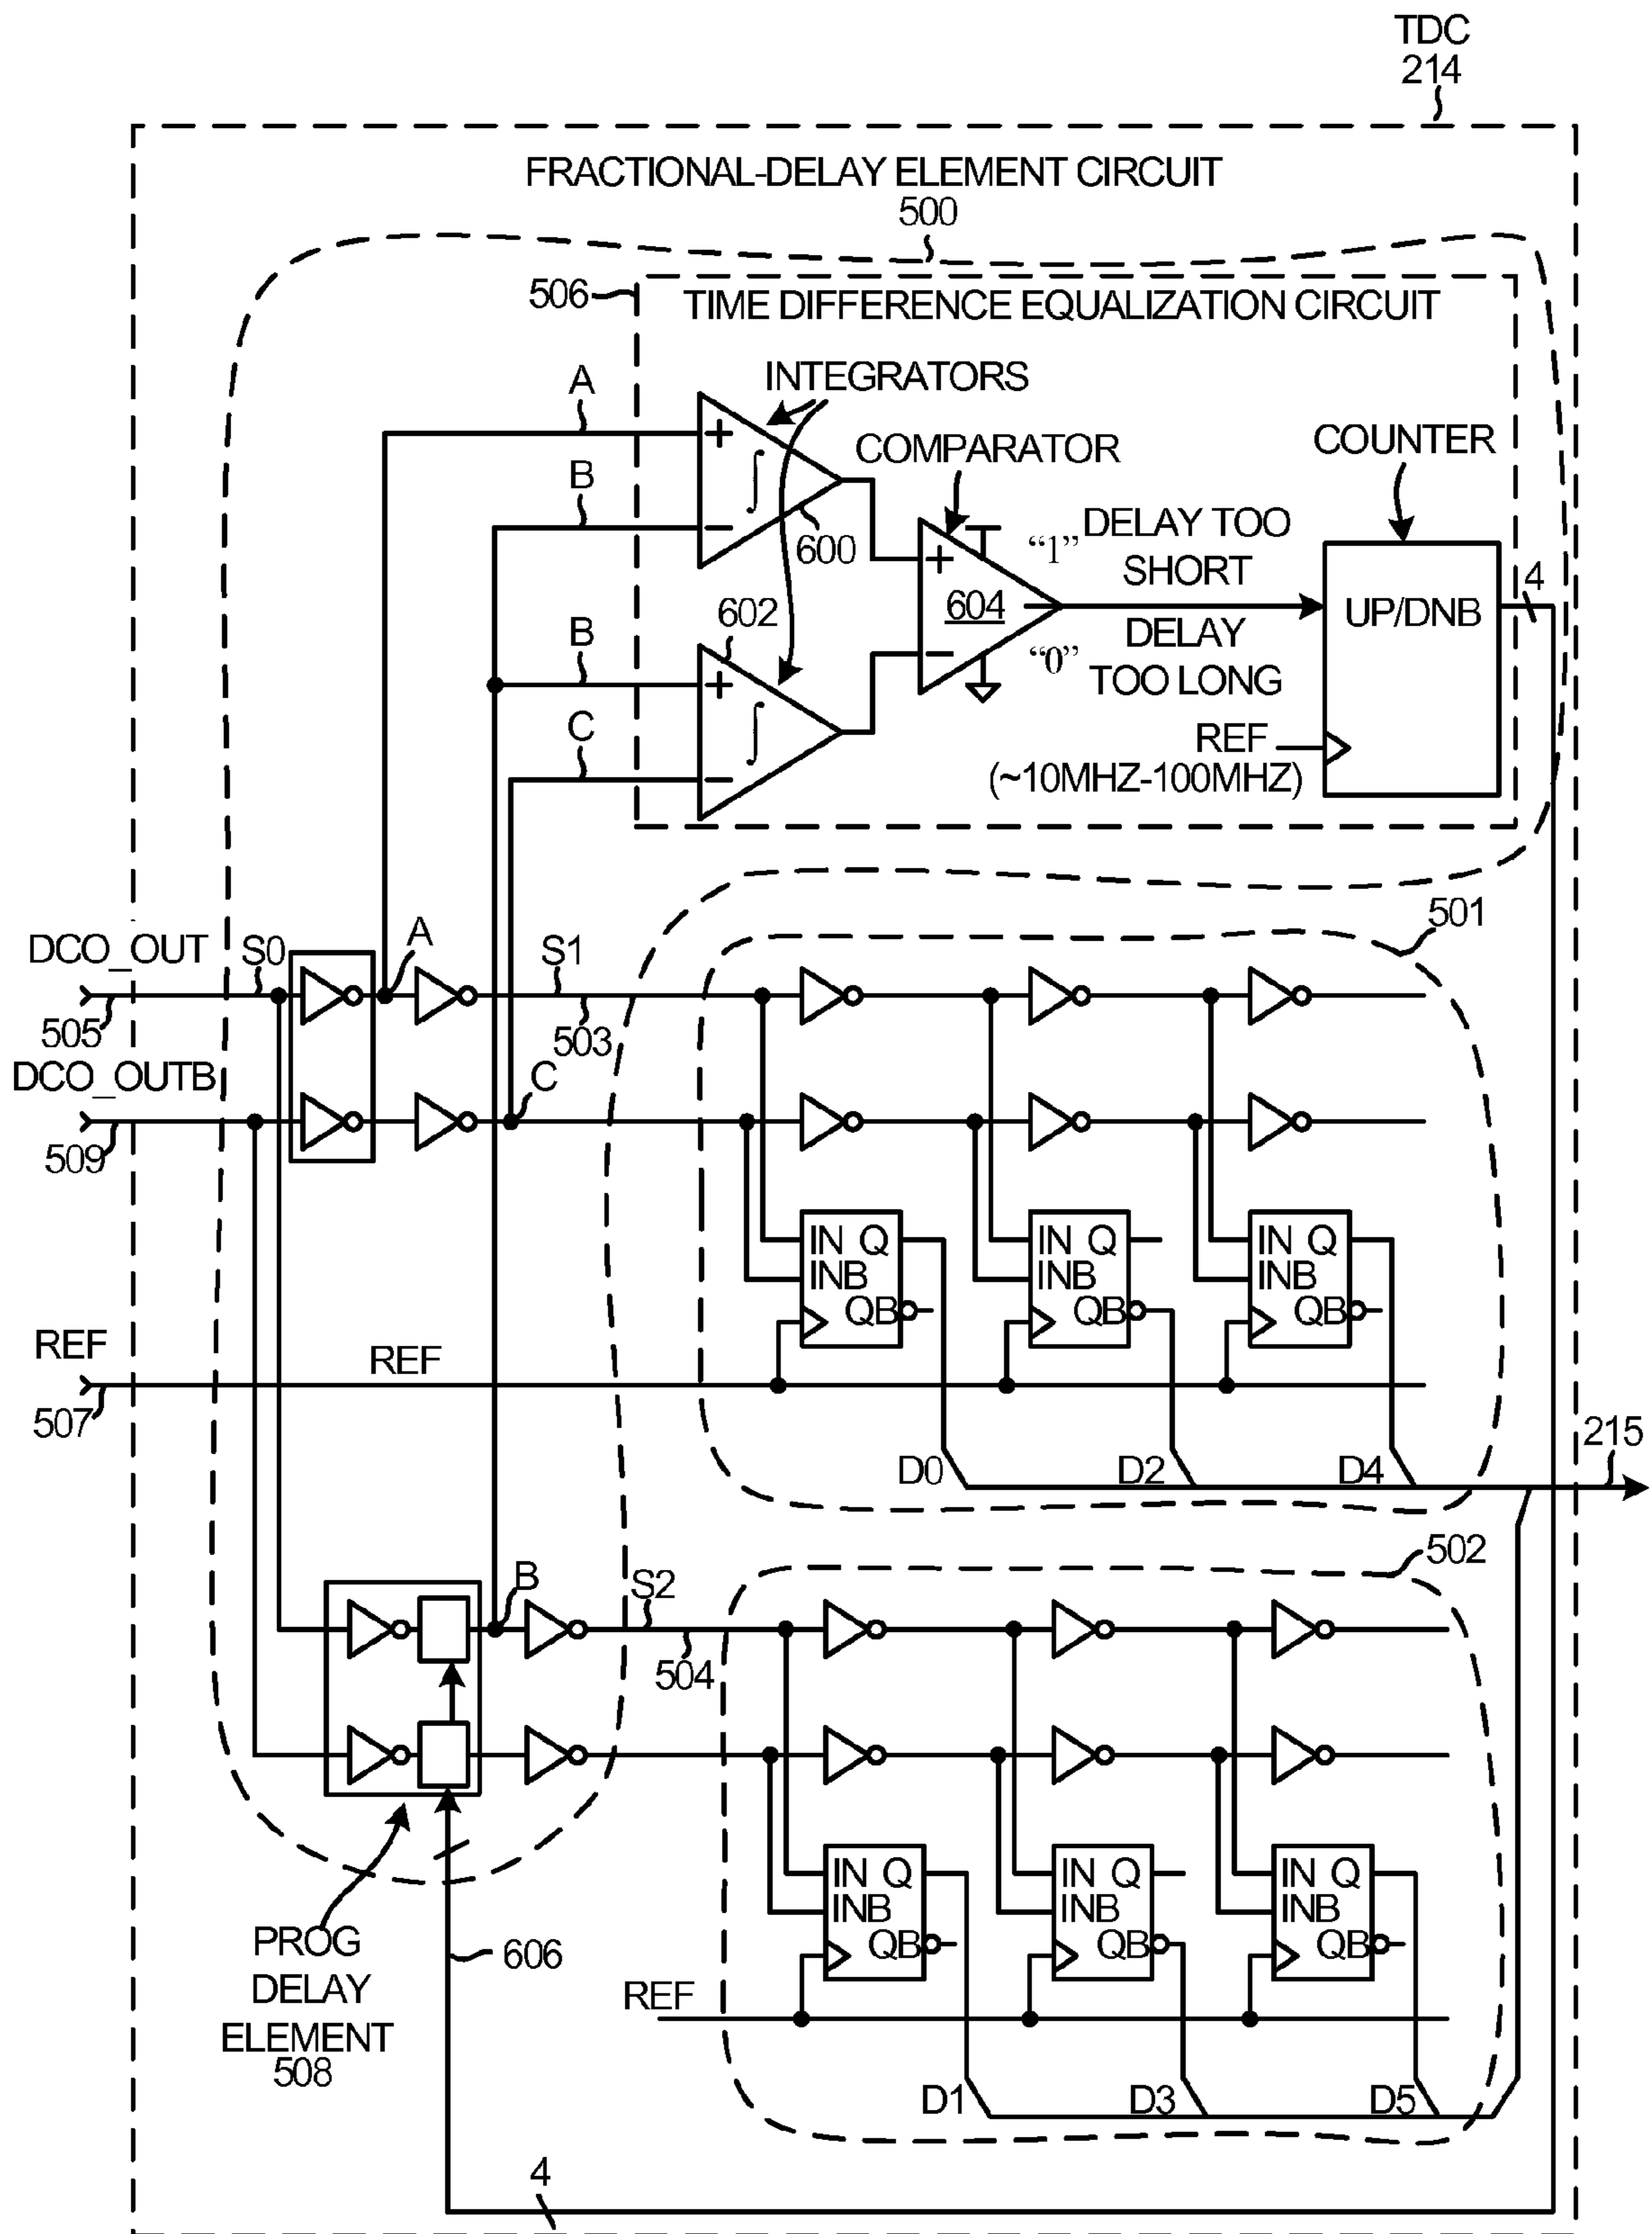 TDC
214
FRACTIONAL-DELAY ELEMENT CIRCUIT
500
506
TIME DIFFERENCE EQUALIZATION CIRCUIT
INTEGRATORS
A
COMPARATOR
COUNTER
B
+
∫
−
600
"1" DELAY TOO
SHORT
+
604
−
4
UP/DNB
602
B
+
∫
−
C
"0" DELAY
TOO LONG
REF
(~10MHZ-100MHZ)
501
DCO_OUT
S0
A
S1
505
503
DCO_OUTB
C
509
IN Q
INB
QB
IN Q
INB
QB
IN Q
INB
QB
REF
REF
507
215
D0
D2
D4
502
B
S2
504
IN Q
INB
QB
IN Q
INB
QB
IN Q
INB
QB
PROG
DELAY
ELEMENT
508
606
REF
D1
D3
D5
4